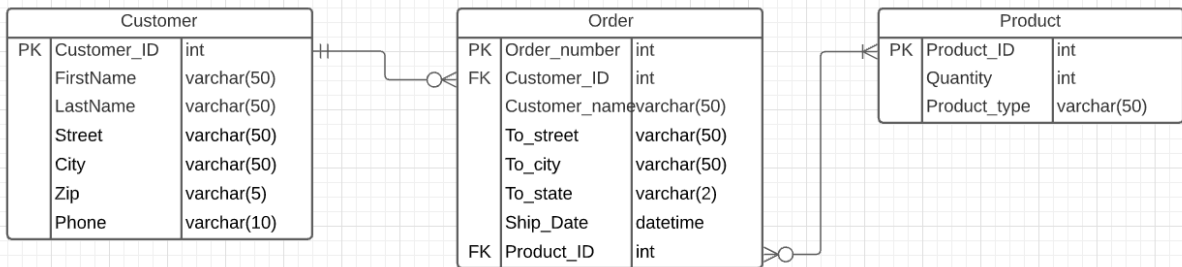 Customer
PK Customer_ID int
FirstName varchar(50)
LastName varchar(50)
Street varchar(50)
City varchar(50)
Zip varchar(5)
Phone varchar(10)
Order
PK Order_number int
FK Customer_ID int
Customer_name varchar(50)
To_street varchar(50)
To_city varchar(50)
To_state varchar(2)
Ship_Date datetime
FK Product_ID int
Product
PK Product_ID int
Quantity int
Product_type varchar(50)